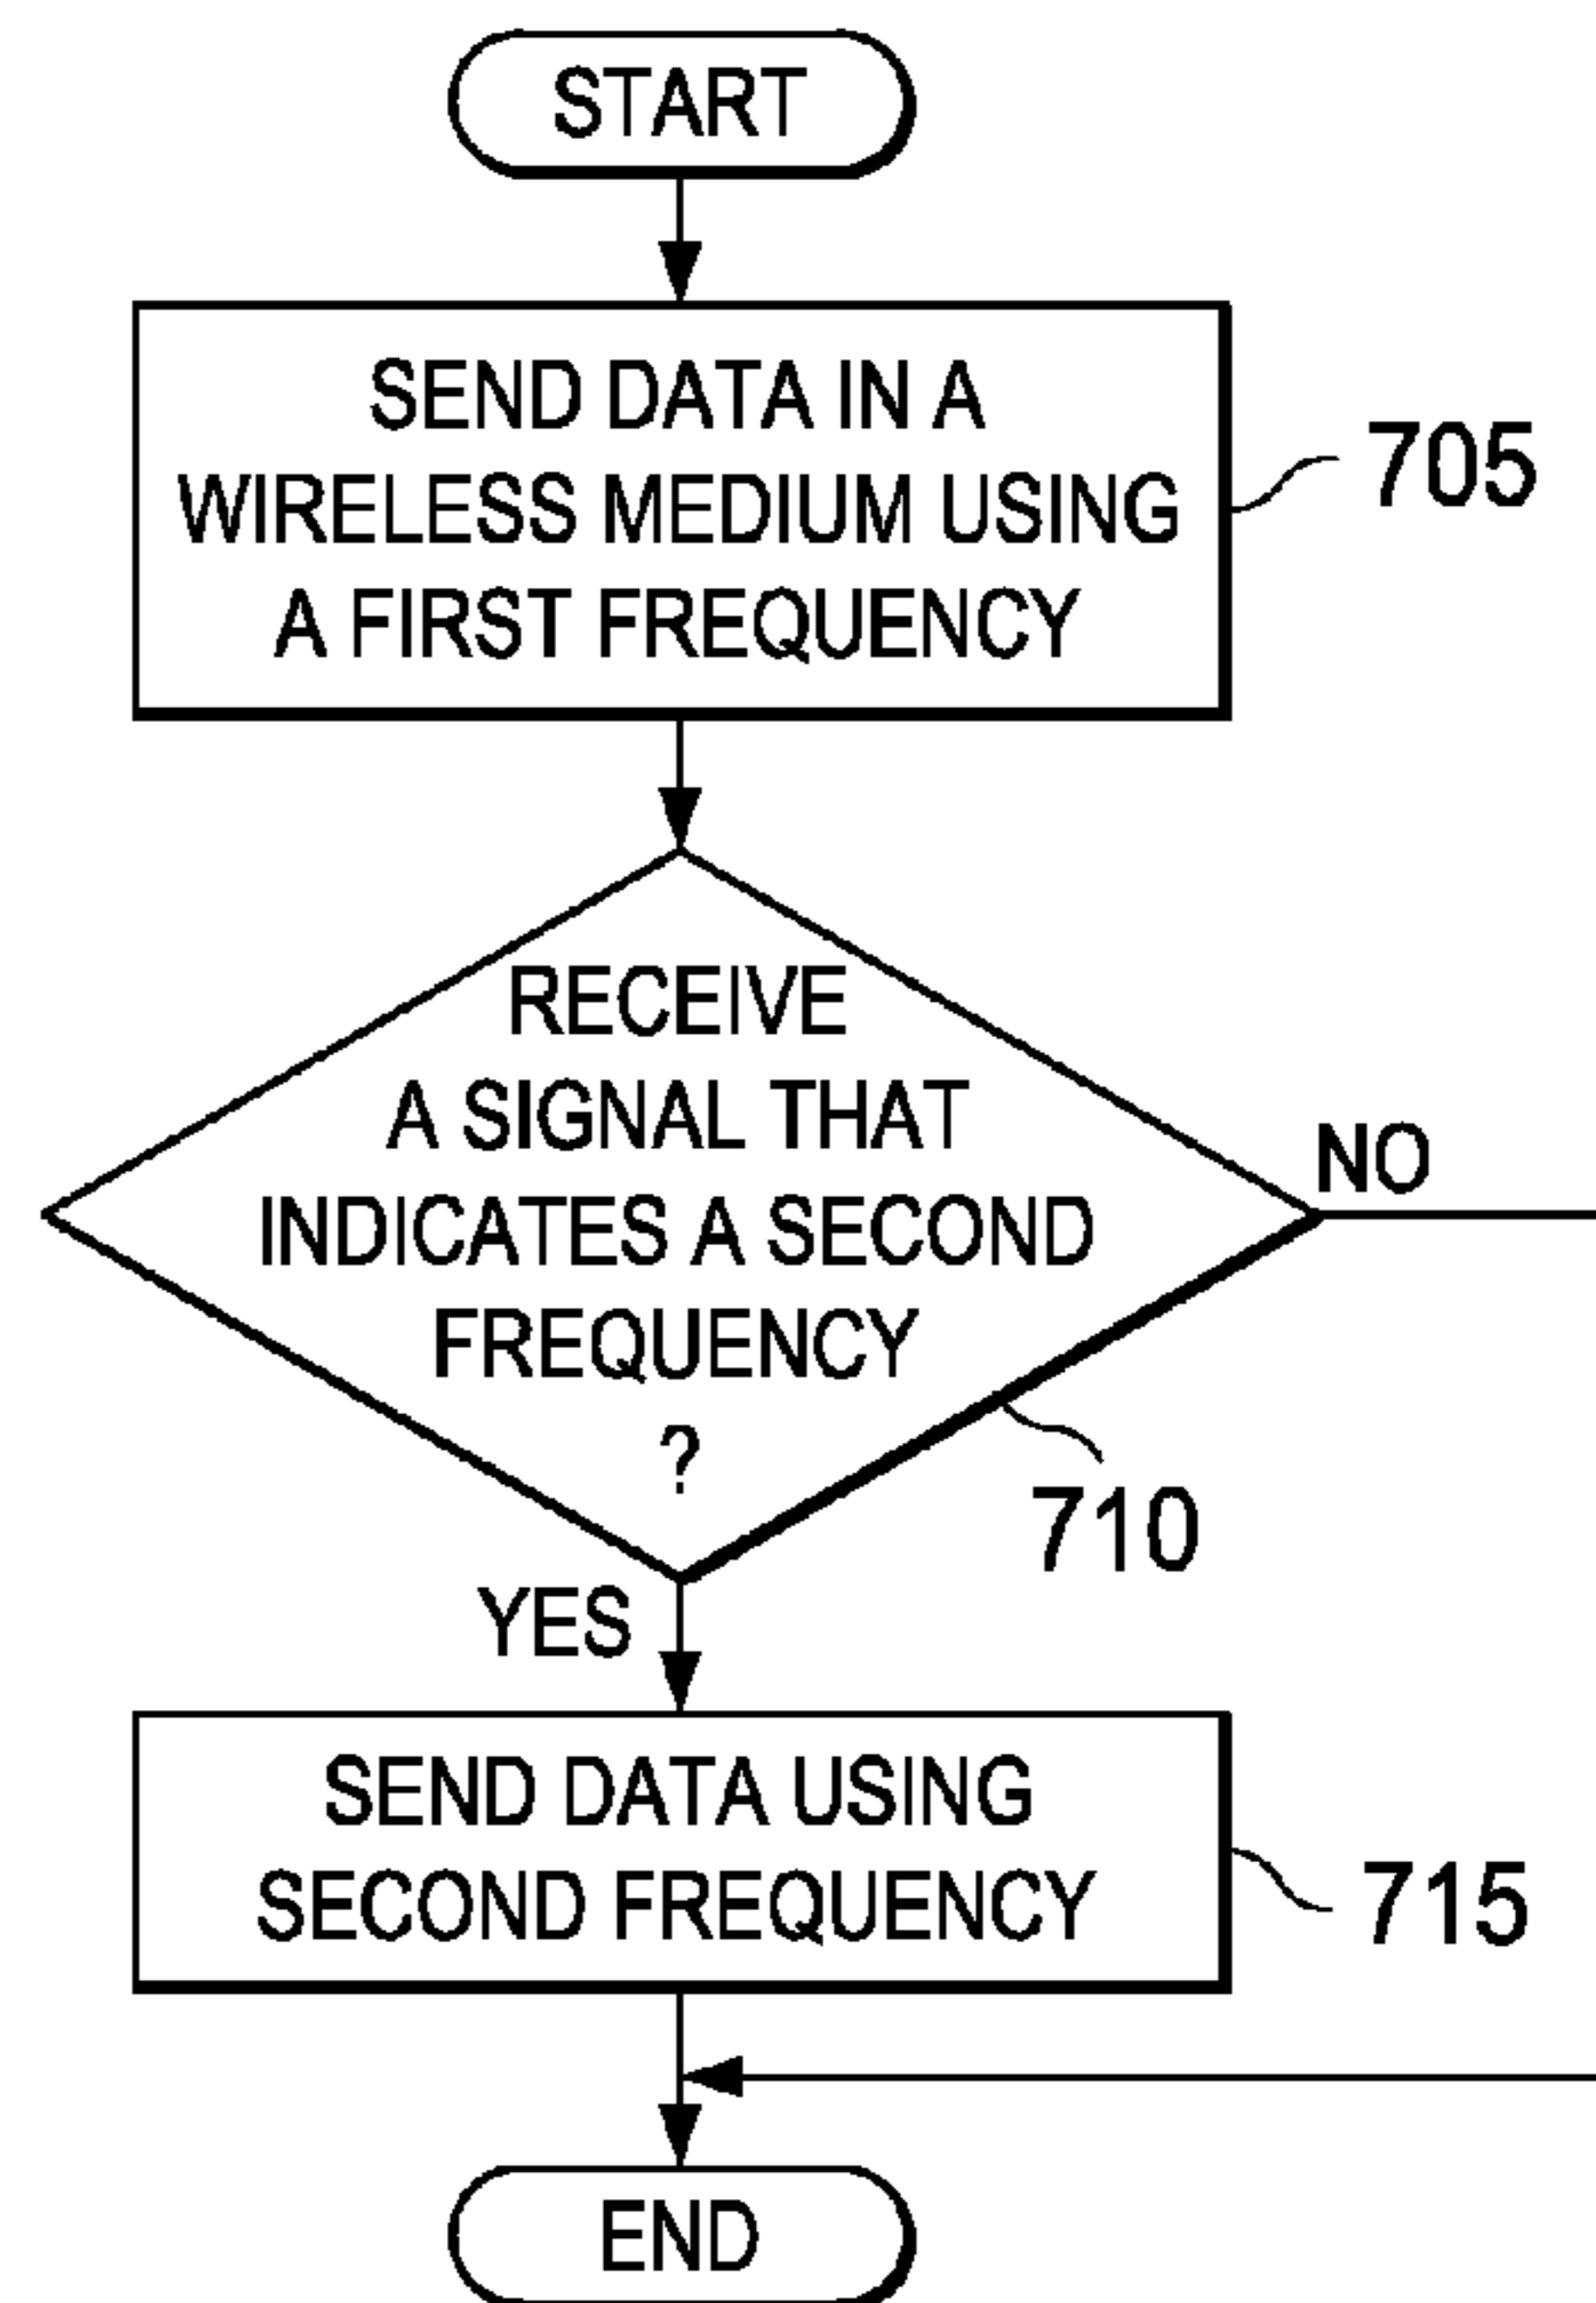 START
SEND DATA IN A
WIRELESS MEDIUM USING
A FIRST FREQUENCY
705
RECEIVE
A SIGNAL THAT
INDICATES A SECOND
FREQUENCY
?
NO
710
YES
SEND DATA USING
SECOND FREQUENCY
715
END